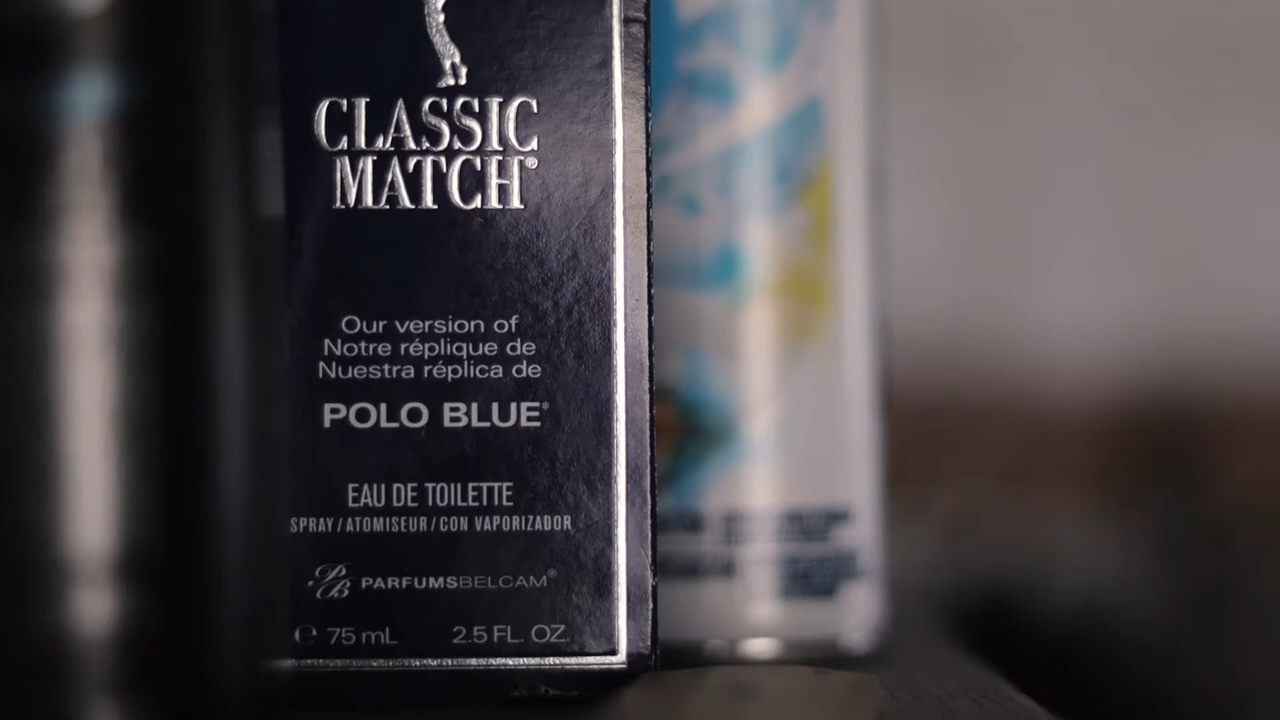 CLASSIC
MATCH®
Our version of
Notre réplique de
Nuestra réplica de
POLO BLUE*
EAU DE TOILETTE
SPRAY / ATOMISEUR / CON VAPORIZADOR
PB PARFUMSBELCAM®
℮ 75 mL 2.5 FL. OZ.